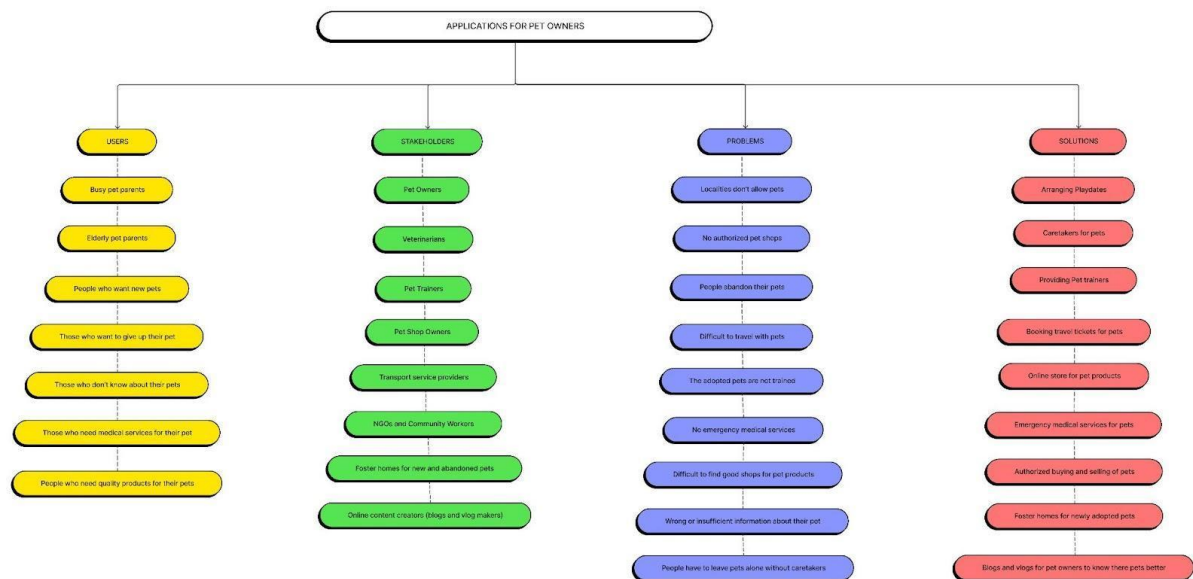 APPLICATIONS FOR PET OWNERS
USERS
Busy pet parents
Elderly pet parents
People who want new pets
Those who want to give up their pet
Those who don't know about their pets
Those who need medical services for their pet
People who need quality products for their pets
STAKEHOLDERS
Pet Owners
Veterinarians
Pet Trainers
Pet Shop Owners
Transport service providers
NGOs and Community Workers
Foster homes for new and abandoned pets
Online content creators (blogs and vlog makers)
PROBLEMS
Localities don't allow pets
No authorized pet shops
People abandon their pets
Difficult to travel with pets
The adopted pets are not trained
No emergency medical services
Difficult to find good shops for pet products
Wrong or insufficient information about their pet
People have to leave pets alone without caretakers
SOLUTIONS
Arranging Playdates
Caretakers for pets
Providing Pet trainers
Booking travel tickets for pets
Online store for pet products
Emergency medical services for pets
Authorized buying and selling of pets
Foster homes for newly adopted pets
Blogs and vlogs for pet owners to know there pets better